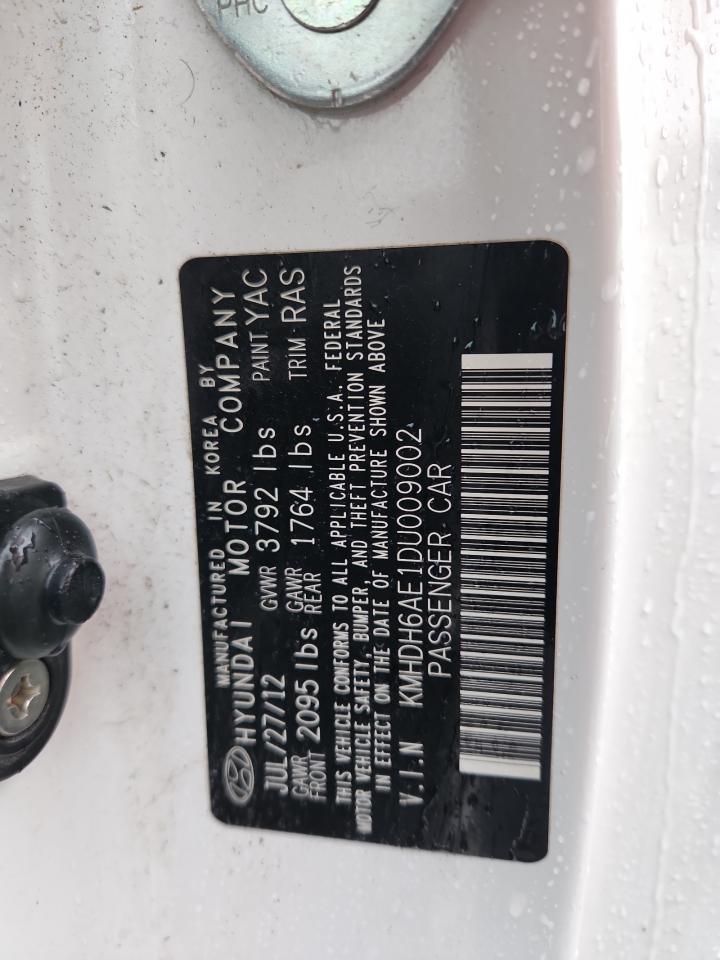 PHC
MANUFACTURED IN KOREA BY
HYUNDAI MOTOR COMPANY
JUL/27/12 GVWR 3792 lbs PAINT YAC
GAWR FRONT 2095 lbs GAWR REAR 1764 lbs TRIM RAS
THIS VEHICLE CONFORMS TO ALL APPLICABLE U.S.A. FEDERAL
MOTOR VEHICLE SAFETY, BUMPER, AND THEFT PREVENTION STANDARDS
IN EFFECT ON THE DATE OF MANUFACTURE SHOWN ABOVE
V.I.N KMHDH6AE1DU009002
PASSENGER CAR